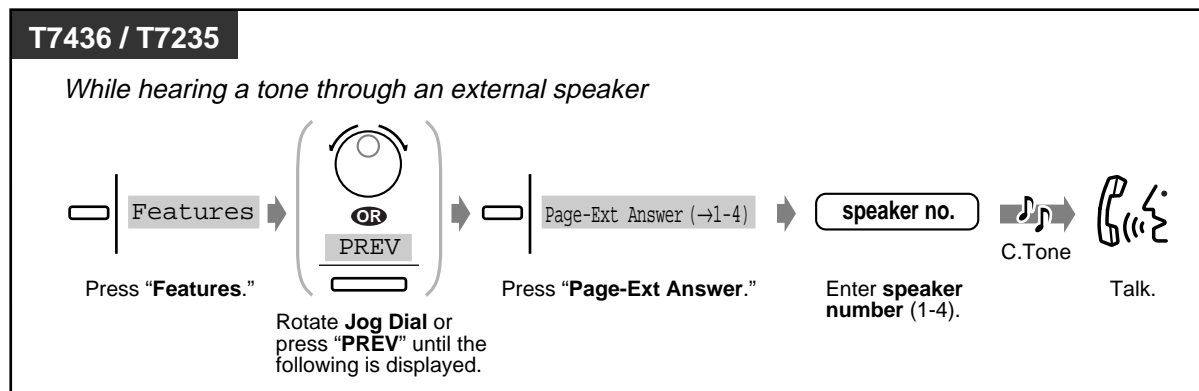 T7436 / T7235
While hearing a tone through an external speaker
Features
OR
PREV
Page-Ext Answer (→1-4)
speaker no.
C.Tone
Press “Features.”
Rotate Jog Dial or
press “PREV” until the
following is displayed.
Press “Page-Ext Answer.”
Enter speaker
number (1-4).
Talk.